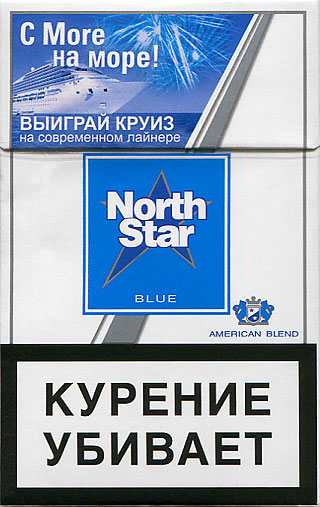 С More
на море!
ВЫИГРАЙ КРУИЗ
на современном лайнере
North
Star
BLUE
AMERICAN BLEND
КУРЕНИЕ
УБИВАЕТ